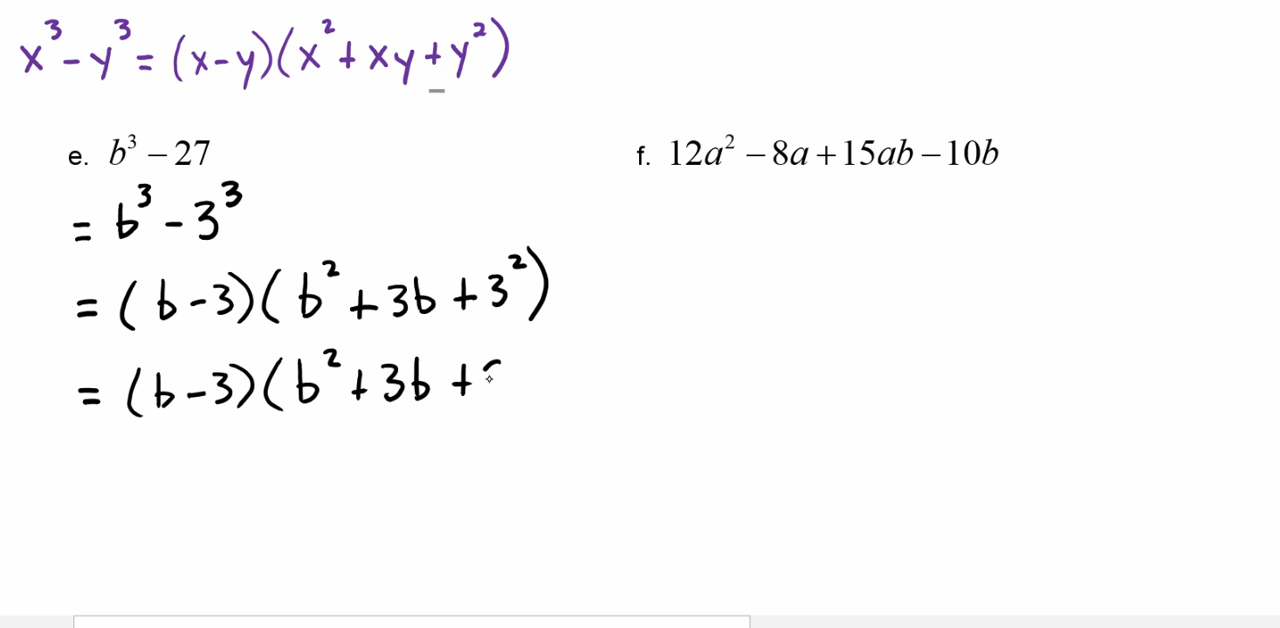 x³ - y³ = (x-y)(x² + xy + y²)
e. b³ − 27
f. 12a² − 8a + 15ab − 10b
= b³ - 3³
= (b-3)(b² + 3b + 3²)
= (b-3)(b² + 3b +